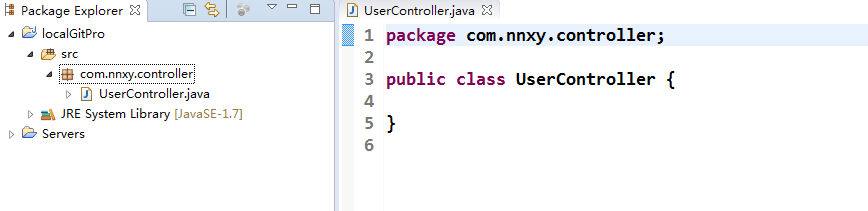 Package Explorer
localGitPro
src
com.nnxy.controller
UserController.java
JRE System Library [JavaSE-1.7]
Servers
UserController.java
1 package com.nnxy.controller;
2
3 public class UserController {
4
5 }
6